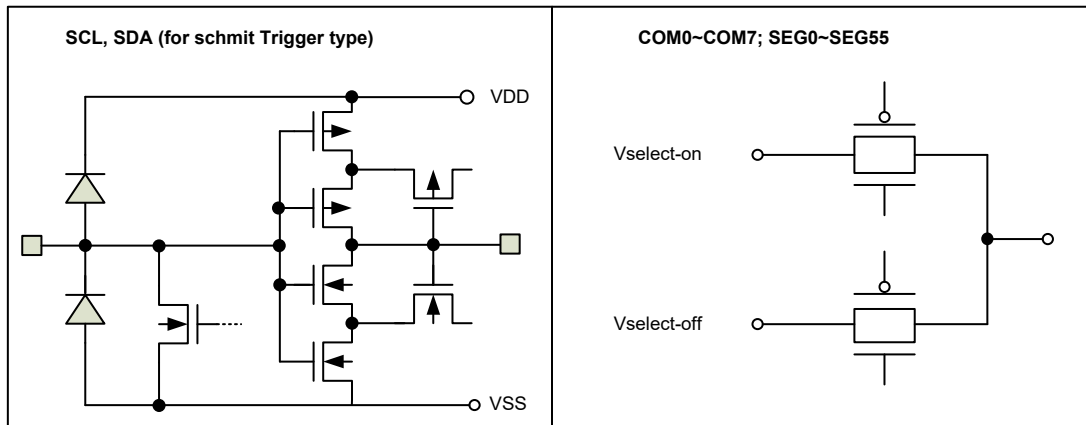 SCL, SDA (for schmit Trigger type)
VDD
VSS
COM0~COM7; SEG0~SEG55
Vselect-on
Vselect-off